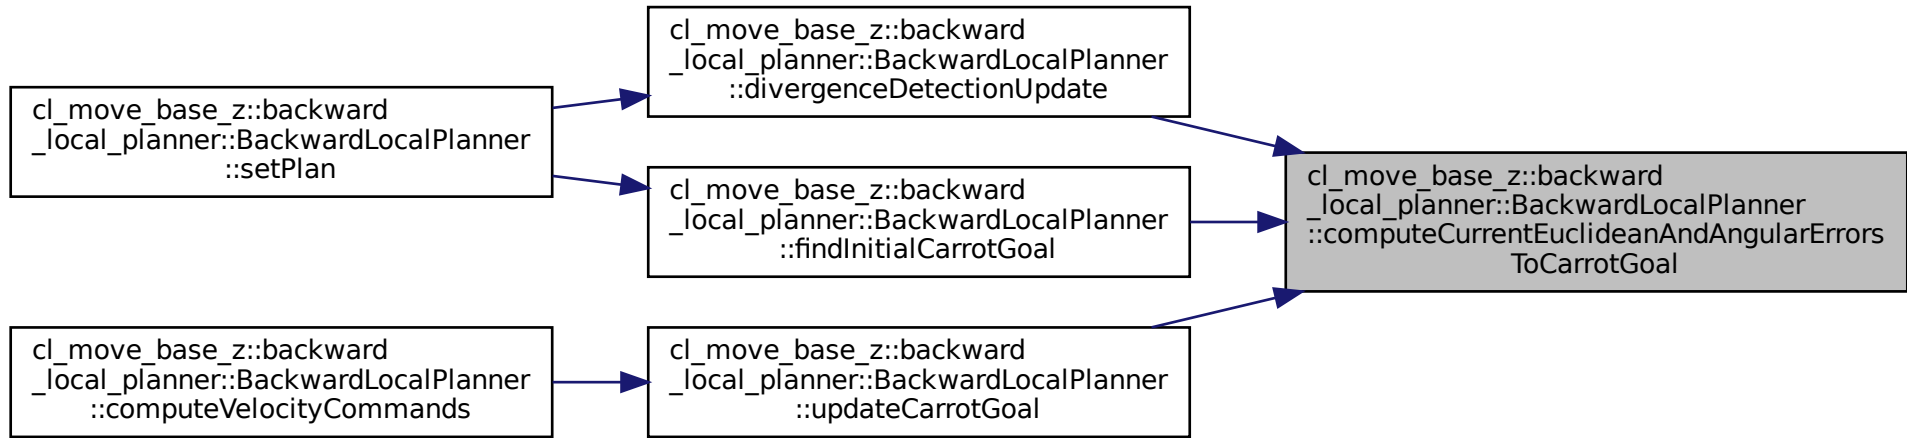 cl_move_base_z::backward
_local_planner::BackwardLocalPlanner
::setPlan
cl_move_base_z::backward
_local_planner::BackwardLocalPlanner
::computeVelocityCommands
cl_move_base_z::backward
_local_planner::BackwardLocalPlanner
::divergenceDetectionUpdate
cl_move_base_z::backward
_local_planner::BackwardLocalPlanner
::findInitialCarrotGoal
cl_move_base_z::backward
_local_planner::BackwardLocalPlanner
::updateCarrotGoal
cl_move_base_z::backward
_local_planner::BackwardLocalPlanner
::computeCurrentEuclideanAndAngularErrors
ToCarrotGoal